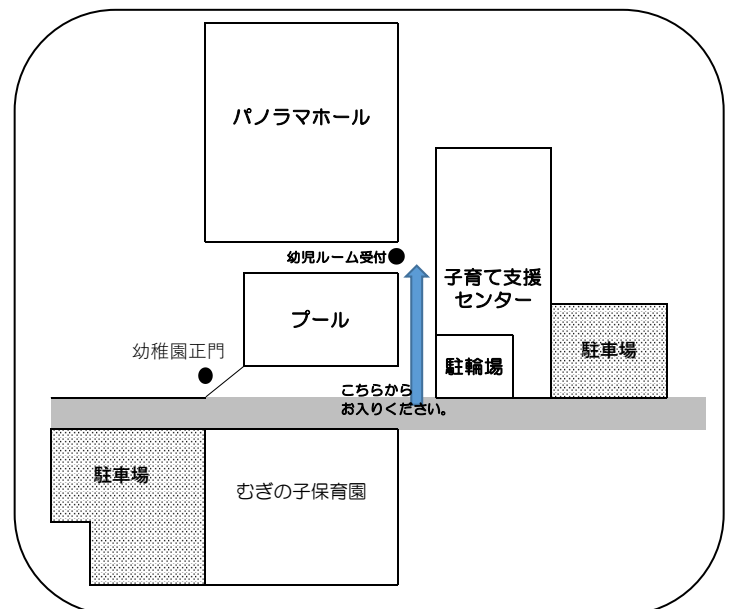 パノラマホール
幼児ルーム受付
子育て支援
センター
プール
幼稚園正門
駐車場
駐輪場
こちらから
お入りください。
駐車場
むぎの子保育園